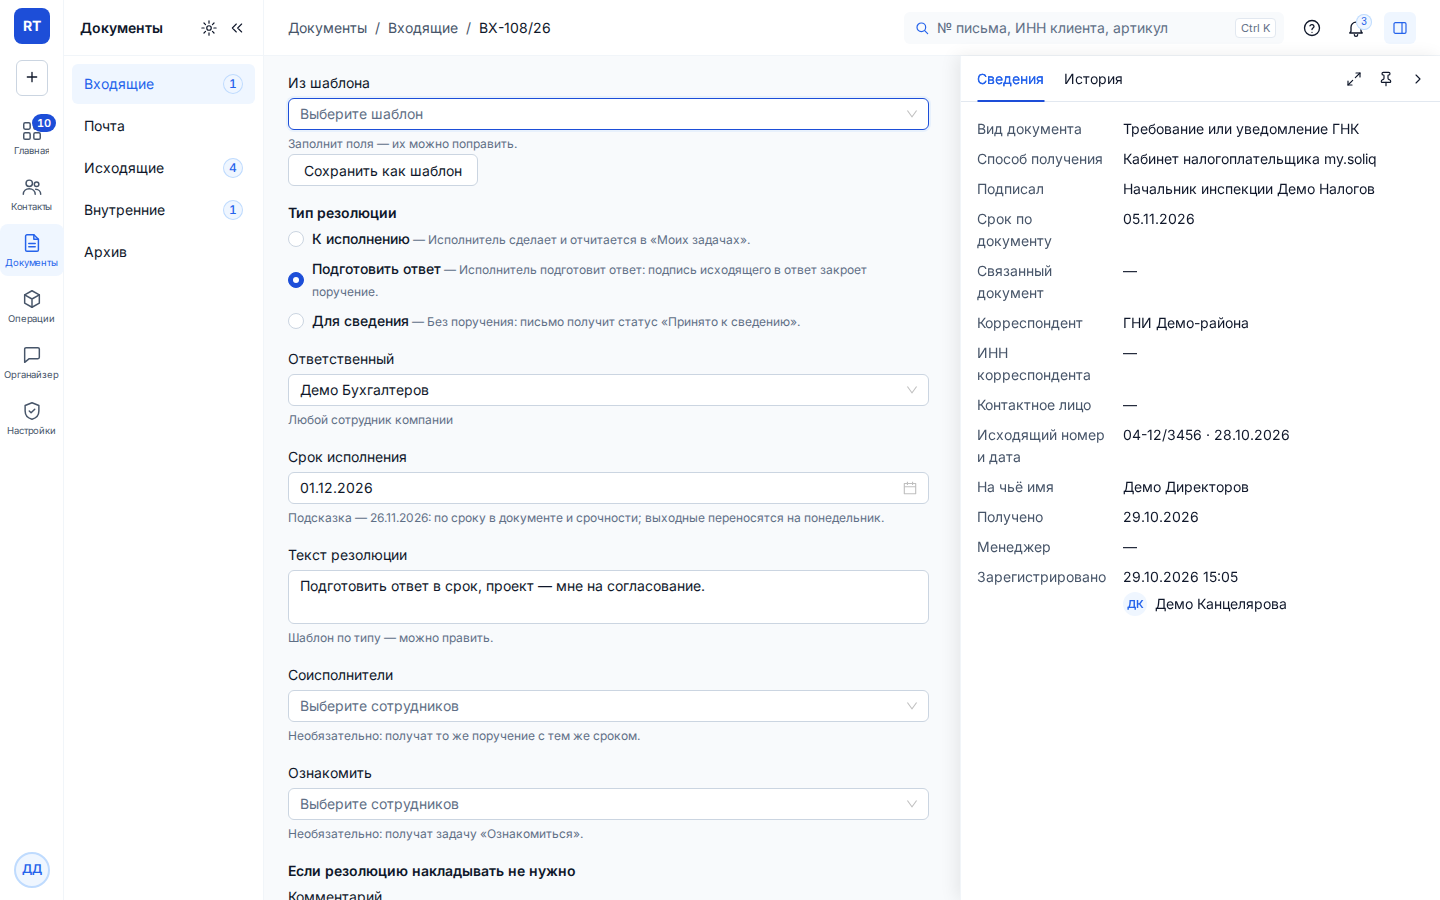 RT
Документы
Документы / Входящие / ВХ-108/26
№ письма, ИНН клиента, артикул
Ctrl K
3
10
Главная
Контакты
Документы
Операции
Органайзер
Настройки
ДД
Входящие 1
Почта
Исходящие 4
Внутренние 1
Архив
Из шаблона
Выберите шаблон
Заполнит поля — их можно поправить.
Сохранить как шаблон
Тип резолюции
К исполнению — Исполнитель сделает и отчитается в «Моих задачах».
Подготовить ответ — Исполнитель подготовит ответ: подпись исходящего в ответ закроет
поручение.
Для сведения — Без поручения: письмо получит статус «Принято к сведению».
Ответственный
Демо Бухгалтеров
Любой сотрудник компании
Срок исполнения
01.12.2026
Подсказка — 26.11.2026: по сроку в документе и срочности; выходные переносятся на понедельник.
Текст резолюции
Подготовить ответ в срок, проект — мне на согласование.
Шаблон по типу — можно править.
Соисполнители
Выберите сотрудников
Необязательно: получат то же поручение с тем же сроком.
Ознакомить
Выберите сотрудников
Необязательно: получат задачу «Ознакомиться».
Если резолюцию накладывать не нужно
Комментарий
Сведения История
Вид документа Требование или уведомление ГНК
Способ получения Кабинет налогоплательщика my.soliq
Подписал Начальник инспекции Демо Налогов
Срок по 05.11.2026
документу
Связанный —
документ
Корреспондент ГНИ Демо-района
ИНН —
корреспондента
Контактное лицо —
Исходящий номер 04-12/3456 · 28.10.2026
и дата
На чьё имя Демо Директоров
Получено 29.10.2026
Менеджер —
Зарегистрировано 29.10.2026 15:05
ДК Демо Канцелярова